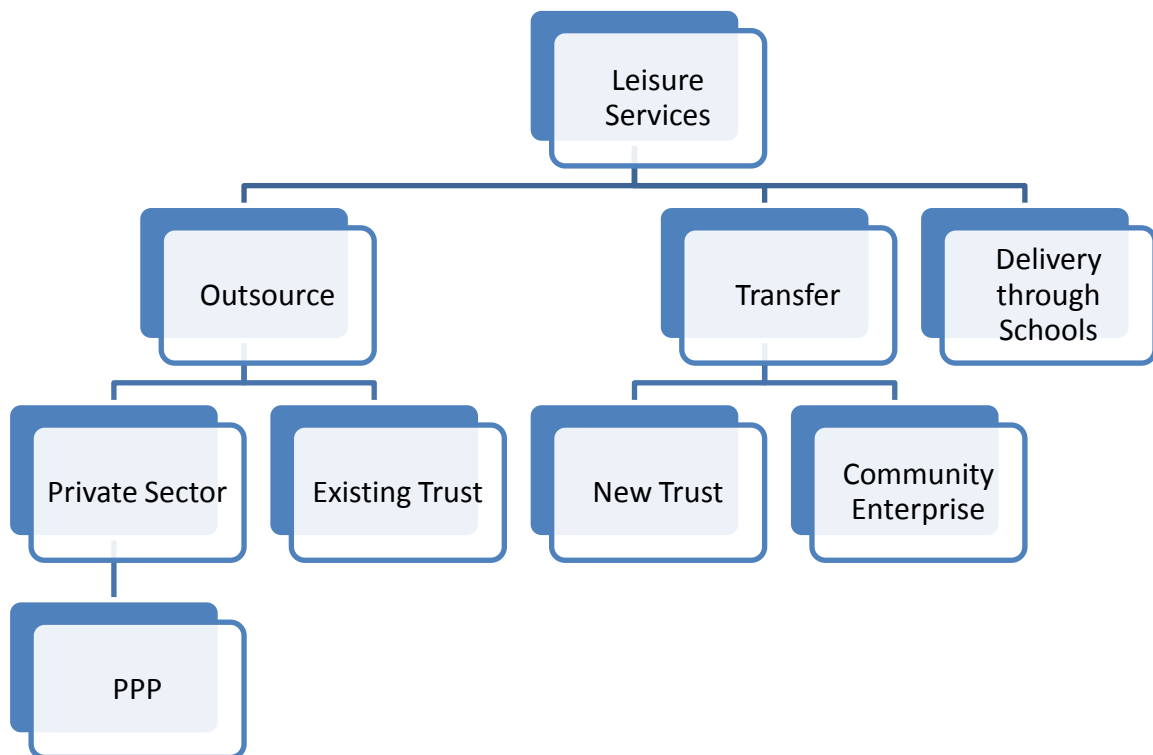 Leisure
Services
Outsource
Transfer
Delivery
through
Schools
Private Sector
Existing Trust
New Trust
Community
Enterprise
PPP